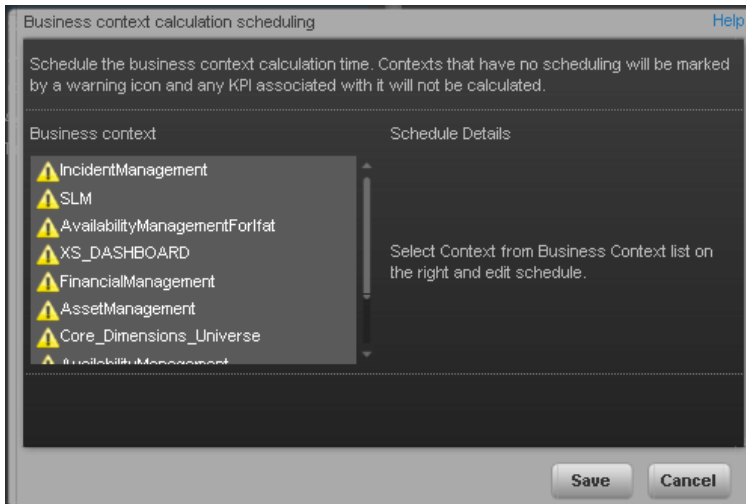 Business context calculation scheduling
Help
Schedule the business context calculation time. Contexts that have no scheduling will be marked
by a warning icon and any KPI associated with it will not be calculated.
Business context
Schedule Details
IncidentManagement
SLM
AvailabilityManagementForIfat
XS_DASHBOARD
FinancialManagement
AssetManagement
Core_Dimensions_Universe
AvailabilityManagement
Select Context from Business Context list on
the right and edit schedule.
Save
Cancel